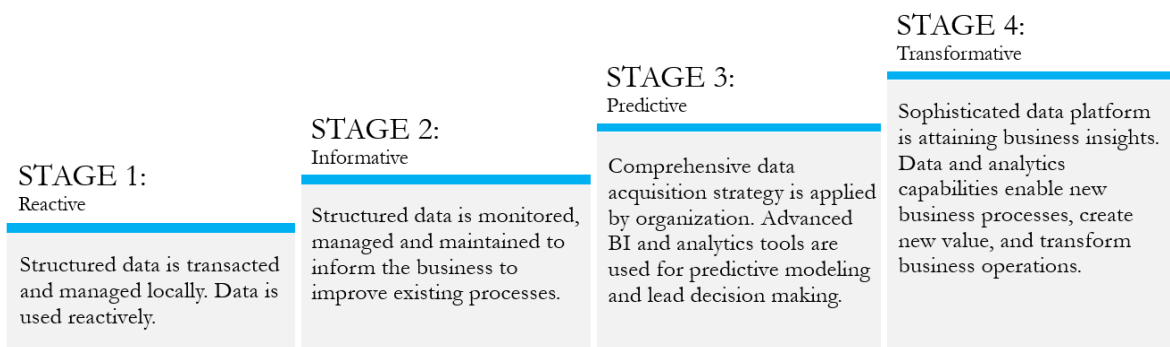 STAGE 1:
Reactive
Structured data is transacted
and managed locally. Data is
used reactively.
STAGE 2:
Informative
Structured data is monitored,
managed and maintained to
inform the business to
improve existing processes.
STAGE 3:
Predictive
Comprehensive data
acquisition strategy is applied
by organization. Advanced
BI and analytics tools are
used for predictive modeling
and lead decision making.
STAGE 4:
Transformative
Sophisticated data platform
is attaining business insights.
Data and analytics
capabilities enable new
business processes, create
new value, and transform
business operations.